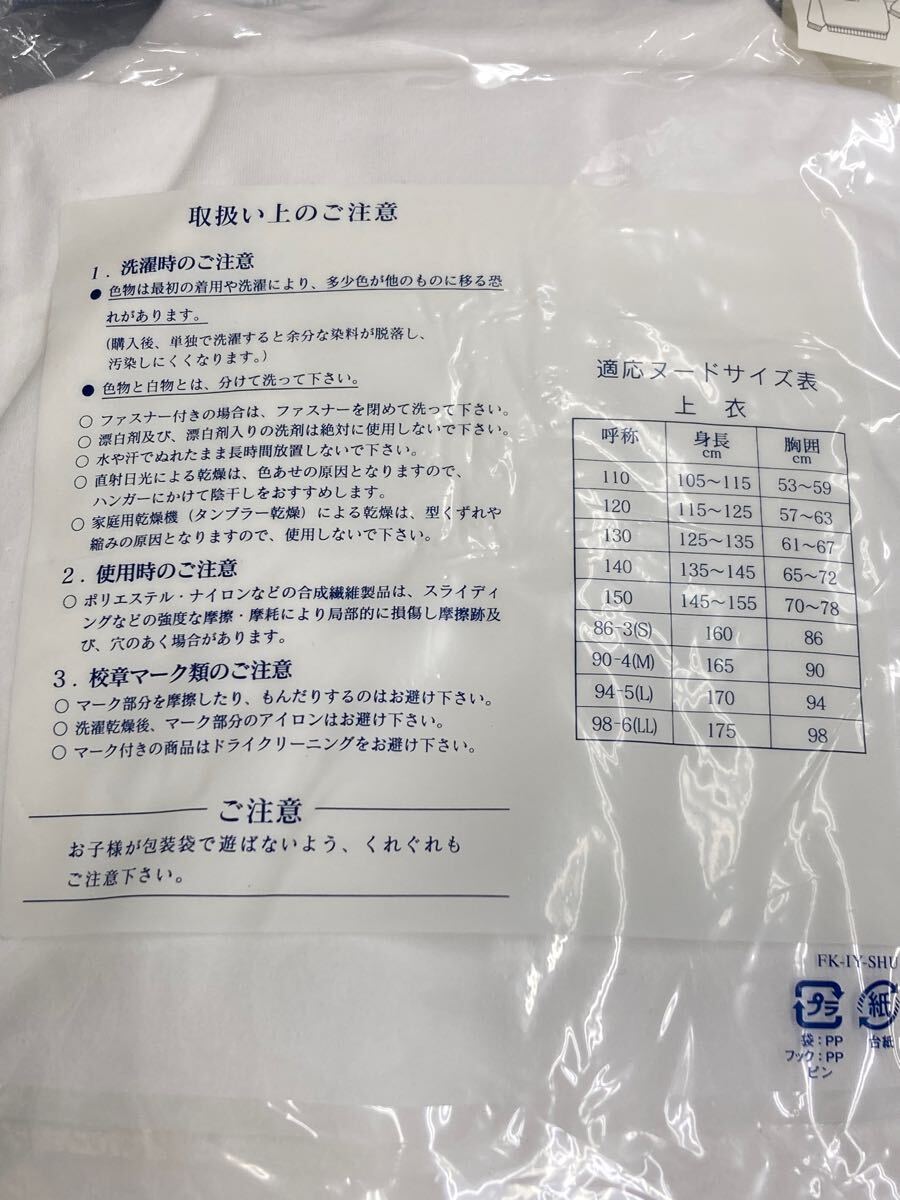 取扱い上のご注意
1. 洗濯時のご注意
● 色物は最初の着用や洗濯により、多少色が他のものに移る恐
れがあります。
(購入後、単独で洗濯すると余分な染料が脱落し、
汚染しにくくなります。)
● 色物と白物とは、分けて洗って下さい。
○ ファスナー付きの場合は、ファスナーを閉めて洗って下さい。
○ 漂白剤及び、漂白剤入りの洗剤は絶対に使用しないで下さい。
○ 水や汗でぬれたまま長時間放置しないで下さい。
○ 直射日光による乾燥は、色あせの原因となりますので、
ハンガーにかけて陰干しをおすすめします。
○ 家庭用乾燥機(タンブラー乾燥)による乾燥は、型くずれや
縮みの原因となりますので、使用しないで下さい。
2. 使用時のご注意
○ ポリエステル・ナイロンなどの合成繊維製品は、スライディ
ングなどの強度な摩擦・摩耗により局部的に損傷し摩擦跡及
び、穴のあく場合があります。
3. 校章マーク類のご注意
○ マーク部分を摩擦したり、もんだりするのはお避け下さい。
○ 洗濯乾燥後、マーク部分のアイロンはお避け下さい。
○ マーク付きの商品はドライクリーニングをお避け下さい。
ご注意
お子様が包装袋で遊ばないよう、くれぐれも
ご注意下さい。
適応ヌードサイズ表
上 衣
呼称 身長cm 胸囲cm
110 105〜115 53〜59
120 115〜125 57〜63
130 125〜135 61〜67
140 135〜145 65〜72
150 145〜155 70〜78
86-3(S) 160 86
90-4(M) 165 90
94-5(L) 170 94
98-6(LL) 175 98
FK-IY-SHU
プラ 紙
袋:PP 台紙
フック:PP
ピン